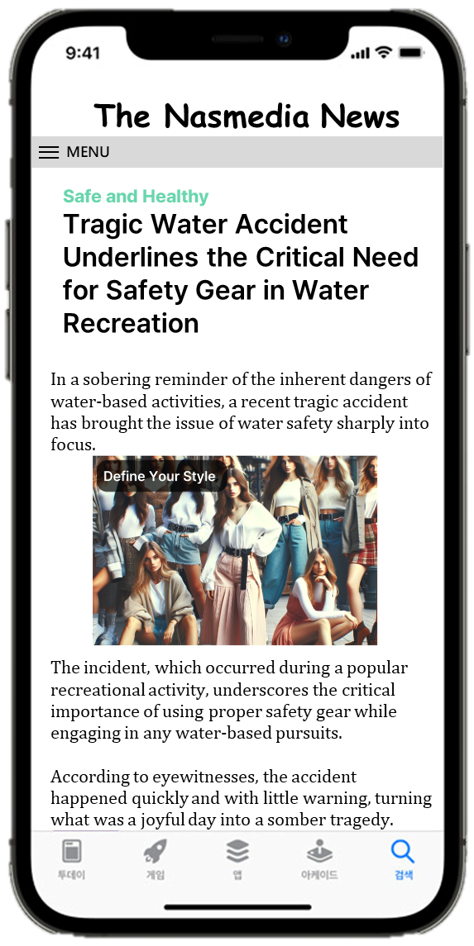 9:41
The Nasmedia News
MENU
Safe and Healthy
Tragic Water Accident
Underlines the Critical Need
for Safety Gear in Water
Recreation
In a sobering reminder of the inherent dangers of
water-based activities, a recent tragic accident
has brought the issue of water safety sharply into
focus.
Define Your Style
The incident, which occurred during a popular
recreational activity, underscores the critical
importance of using proper safety gear while
engaging in any water-based pursuits.
According to eyewitnesses, the accident
happened quickly and with little warning, turning
what was a joyful day into a somber tragedy.
투데이
게임
앱
아케이드
검색